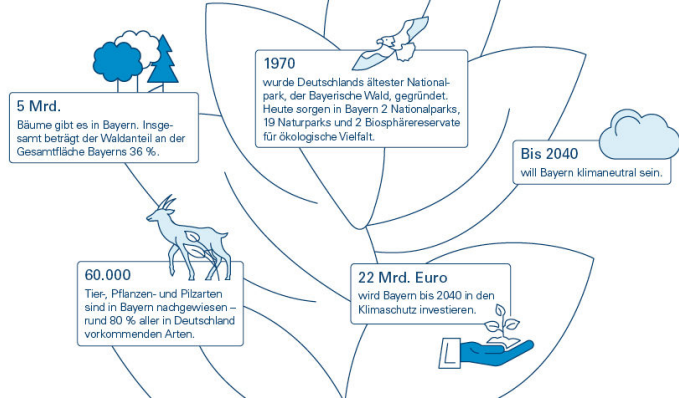 1970
wurde Deutschlands ältester National-
park, der Bayerische Wald, gegründet.
Heute sorgen in Bayern 2 Nationalparks,
19 Naturparks und 2 Biosphärereservate
für ökologische Vielfalt.
5 Mrd.
Bäume gibt es in Bayern. Insge-
samt beträgt der Waldanteil an der
Gesamtfläche Bayerns 36 %.
Bis 2040
will Bayern klimaneutral sein.
60.000
Tier-, Pflanzen- und Pilzarten
sind in Bayern nachgewiesen –
rund 80 % aller in Deutschland
vorkommenden Arten.
22 Mrd. Euro
wird Bayern bis 2040 in den
Klimaschutz investieren.